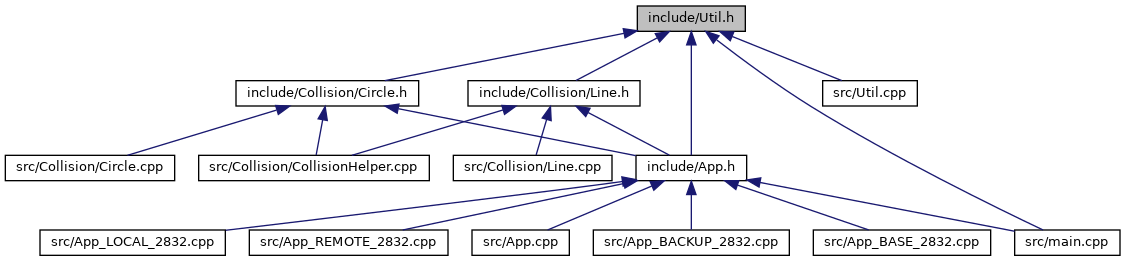 include/Util.h
include/Collision/Circle.h
include/Collision/Line.h
src/Util.cpp
src/Collision/Circle.cpp
src/Collision/CollisionHelper.cpp
src/Collision/Line.cpp
include/App.h
src/App_LOCAL_2832.cpp
src/App_REMOTE_2832.cpp
src/App.cpp
src/App_BACKUP_2832.cpp
src/App_BASE_2832.cpp
src/main.cpp